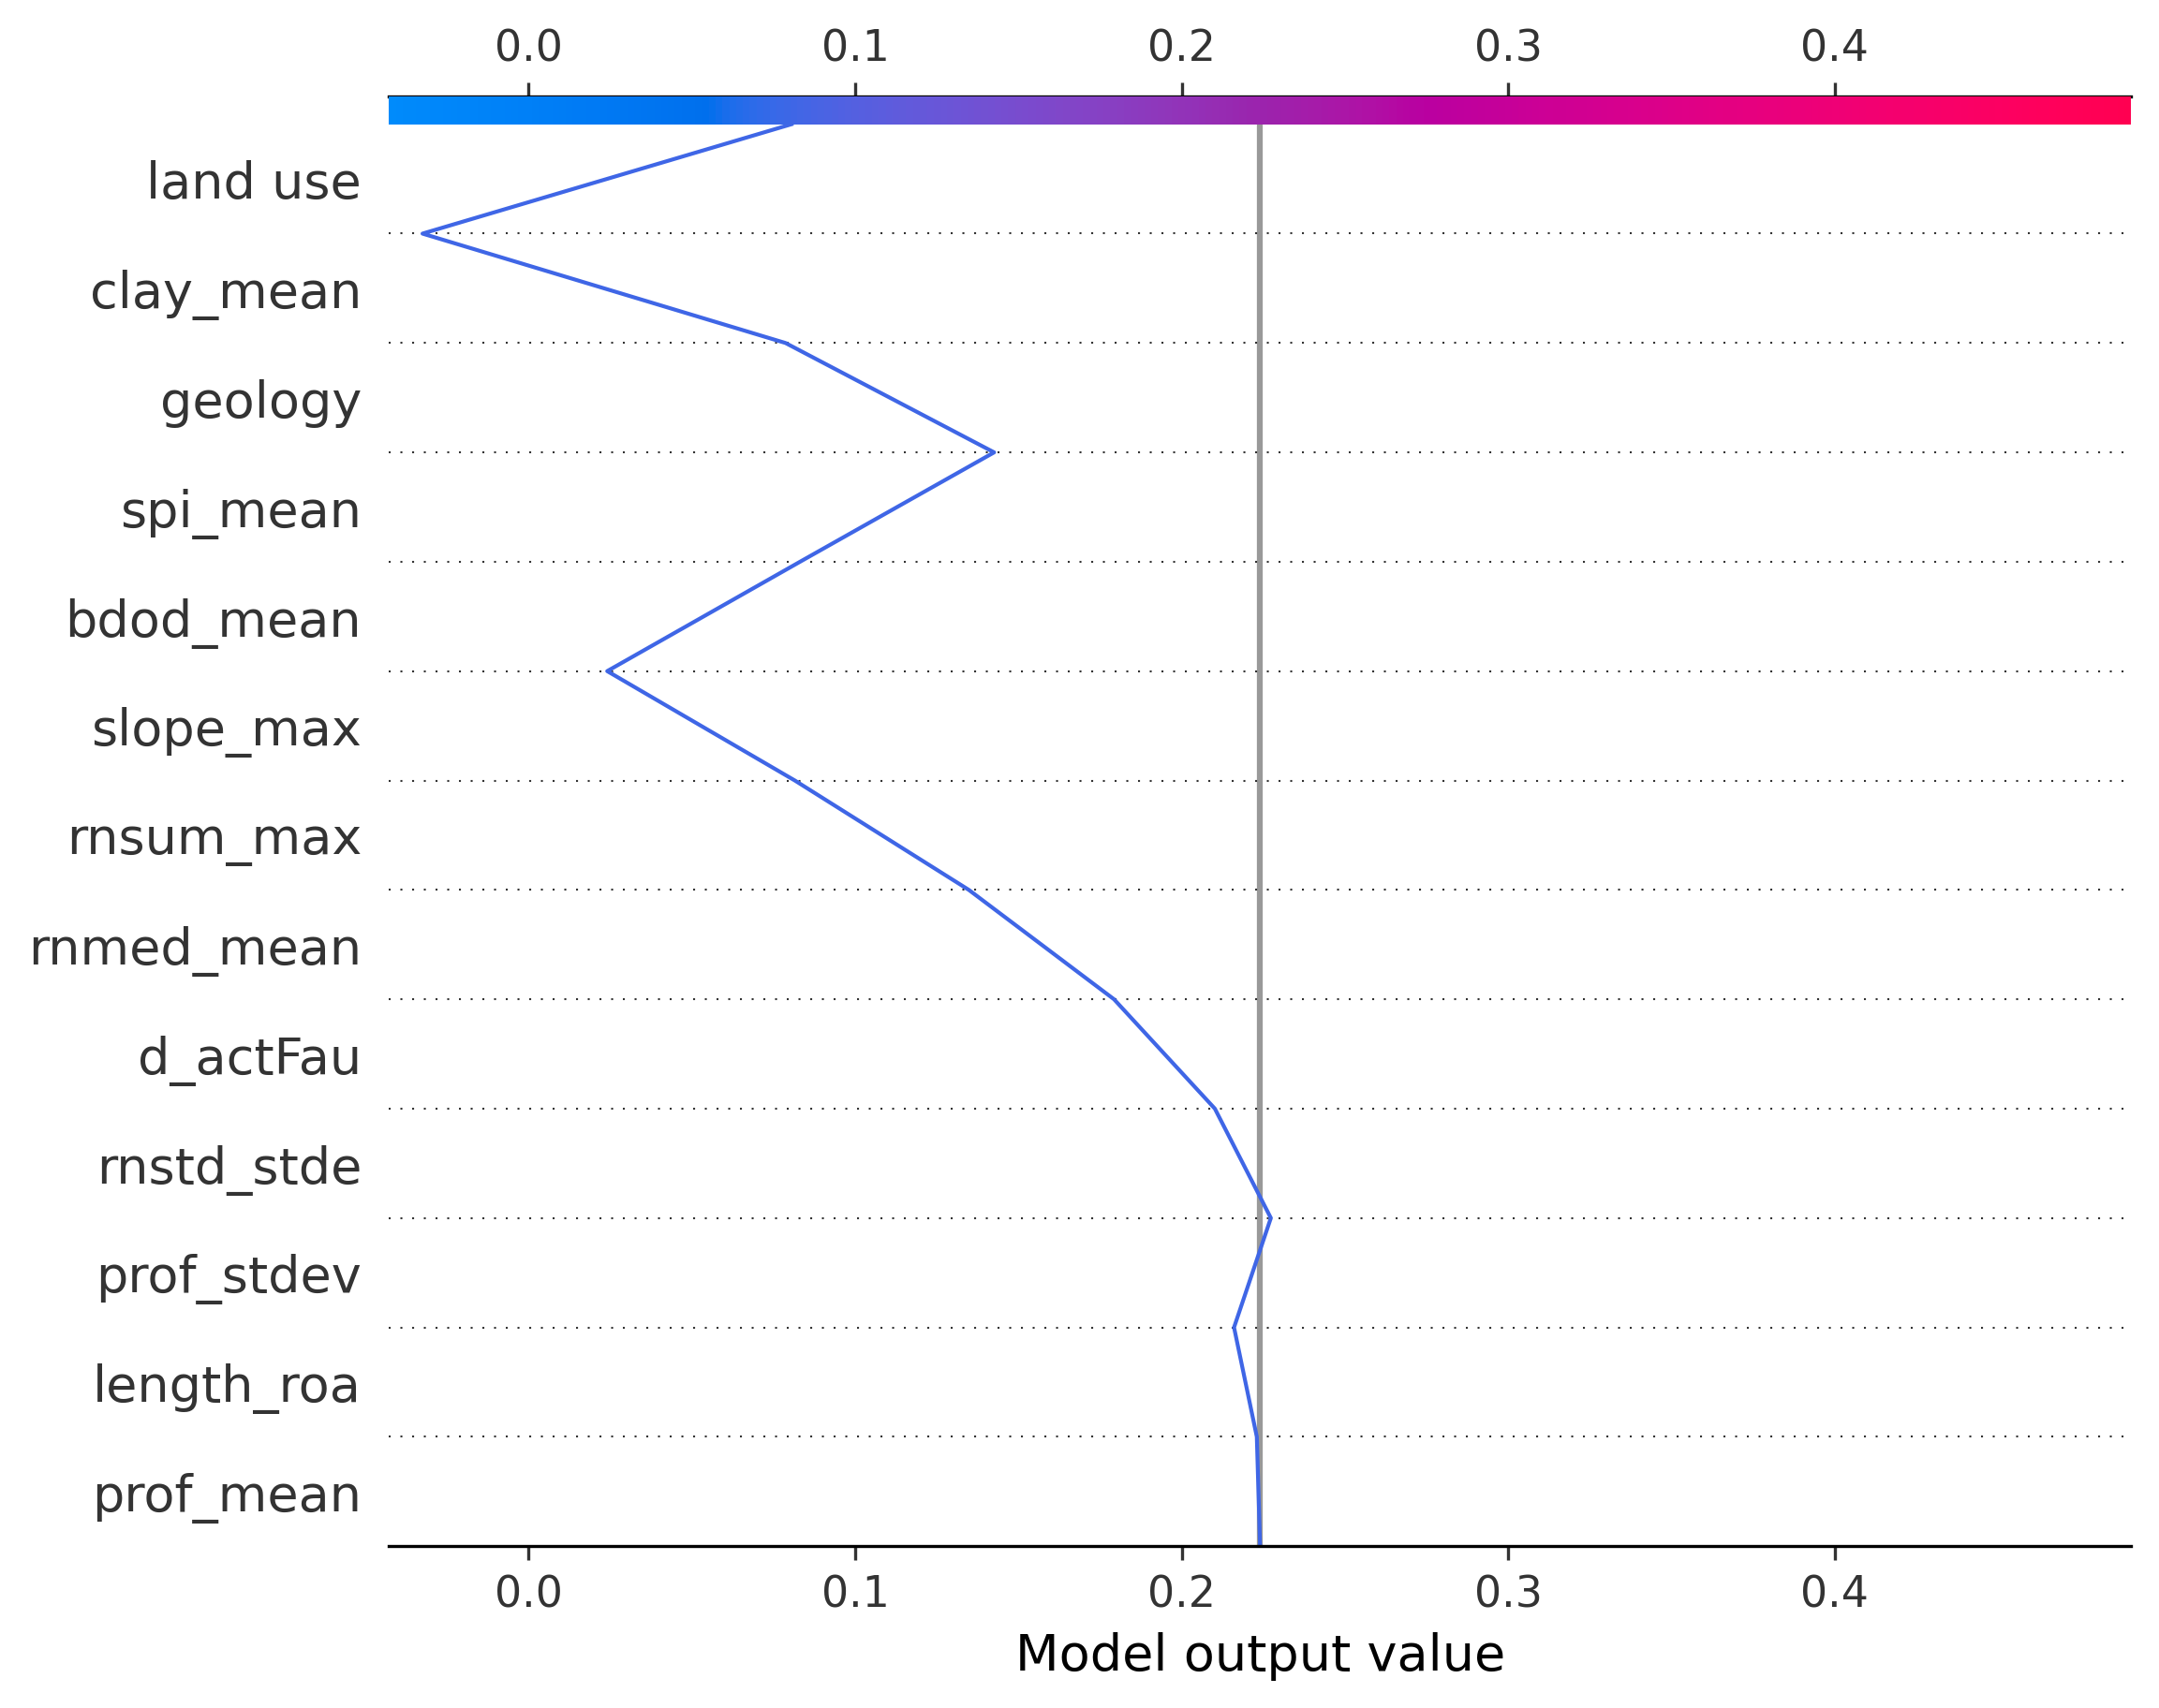 0.0 0.1 0.2 0.3 0.4
land use
clay_mean
geology
spi_mean
bdod_mean
slope_max
rnsum_max
rnmed_mean
d_actFau
rnstd_stde
prof_stdev
length_roa
prof_mean
0.0 0.1 0.2 0.3 0.4
Model output value